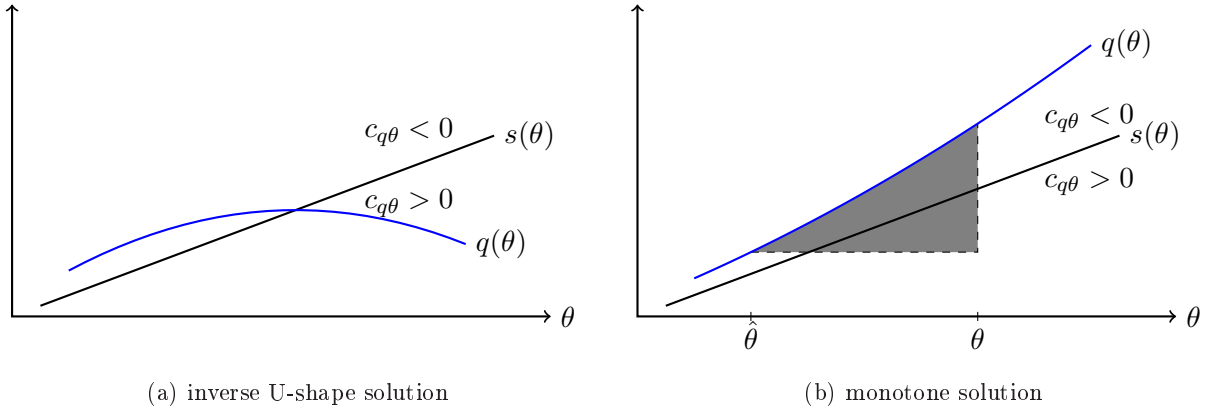 c_{qθ} < 0
s(θ)
c_{qθ} > 0
q(θ)
θ
(a) inverse U-shape solution
q(θ)
c_{qθ} < 0
s(θ)
c_{qθ} > 0
θ
θ̂
θ
(b) monotone solution